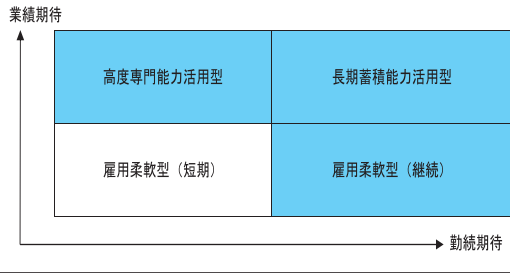 業績期待
高度専門能力活用型
長期蓄積能力活用型
雇用柔軟型（短期）
雇用柔軟型（継続）
勤続期待